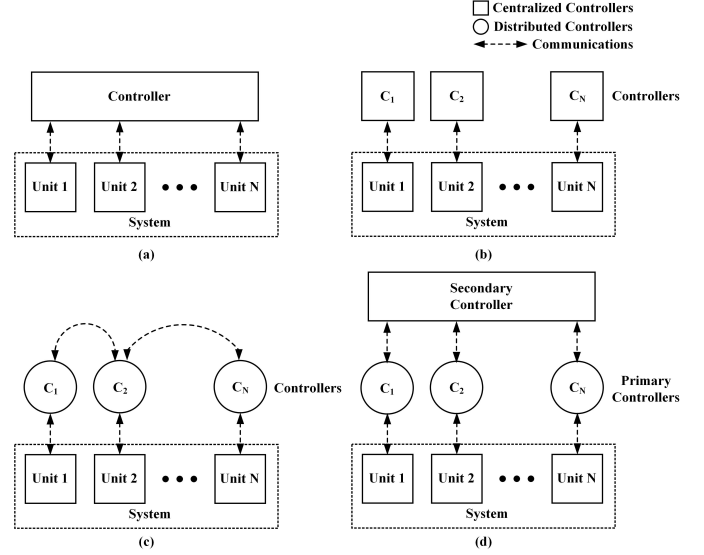 Centralized Controllers
Distributed Controllers
Communications
Controller
Unit 1 Unit 2 Unit N
System
(a)
C1 C2 CN Controllers
Unit 1 Unit 2 Unit N
System
(b)
C1 C2 CN Controllers
Unit 1 Unit 2 Unit N
System
(c)
Secondary
Controller
C1 C2 CN Primary
Controllers
Unit 1 Unit 2 Unit N
System
(d)